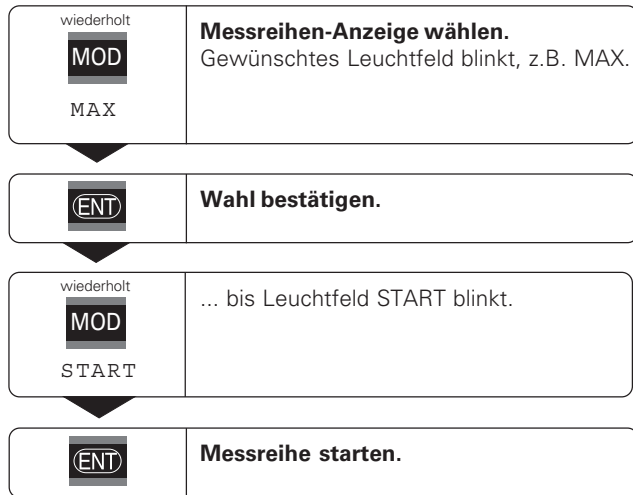 wiederholt
MOD
MAX
Messreihen-Anzeige wählen.
Gewünschtes Leuchtfeld blinkt, z.B. MAX.
ENT
Wahl bestätigen.
wiederholt
MOD
START
... bis Leuchtfeld START blinkt.
ENT
Messreihe starten.